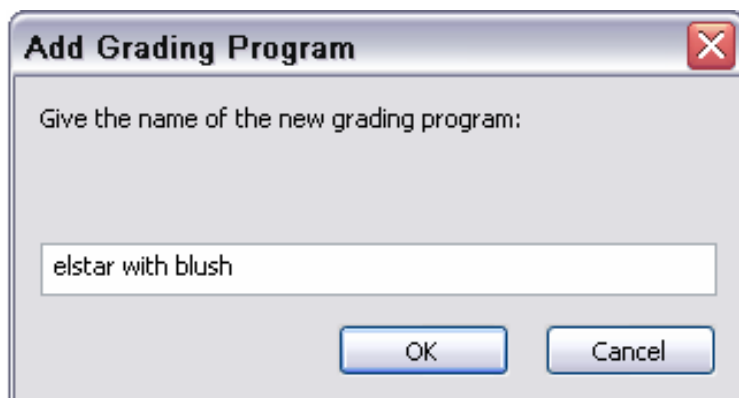 Add Grading Program
Give the name of the new grading program:
elstar with blush
OK Cancel